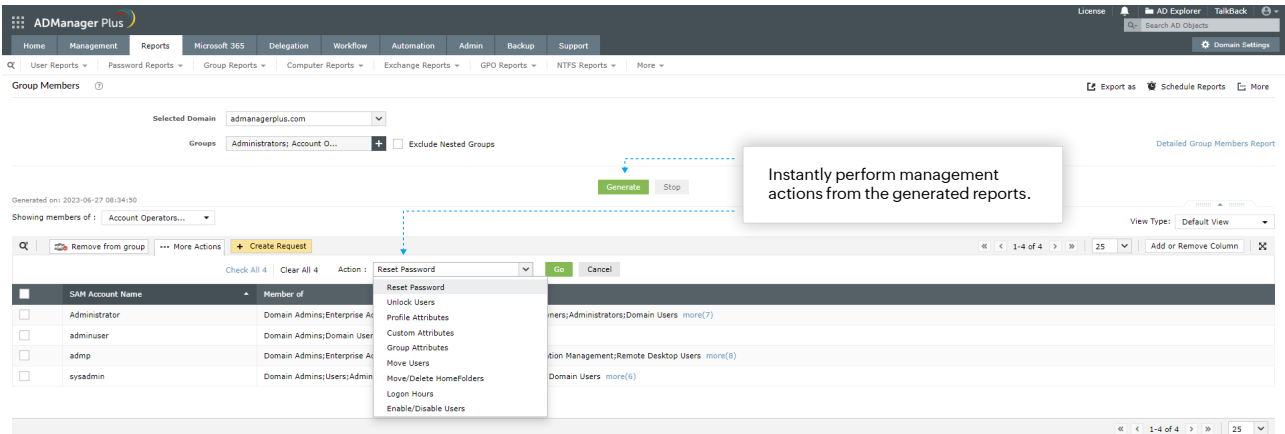 License AD Explorer TalkBack
ADManager Plus
Search AD Objects
Home Management Reports Microsoft 365 Delegation Workflow Automation Admin Backup Support
Domain Settings
User Reports Password Reports Group Reports Computer Reports Exchange Reports GPO Reports NTFS Reports More
Group Members
Export as Schedule Reports More
Selected Domain admanagerplus.com
Groups Administrators; Account O... + Exclude Nested Groups
Detailed Group Members Report
Instantly perform management
actions from the generated reports.
Generate Stop
Generated on: 2023-06-27 08:34:50
Showing members of : Account Operators...
View Type: Default View
Remove from group ••• More Actions + Create Request
1-4 of 4 25 Add or Remove Column
Check All 4 Clear All 4 Action : Reset Password Go Cancel
Reset Password
Unlock Users
Profile Attributes
Custom Attributes
Group Attributes
Move Users
Move/Delete HomeFolders
Logon Hours
Enable/Disable Users
SAM Account Name Member of
Administrator Domain Admins;Enterprise Ad ners;Administrators;Domain Users more(7)
adminuser Domain Admins;Domain User
admp Domain Admins;Enterprise Ad tion Management;Remote Desktop Users more(8)
sysadmin Domain Admins;Users;Admin Domain Users more(6)
1-4 of 4 25